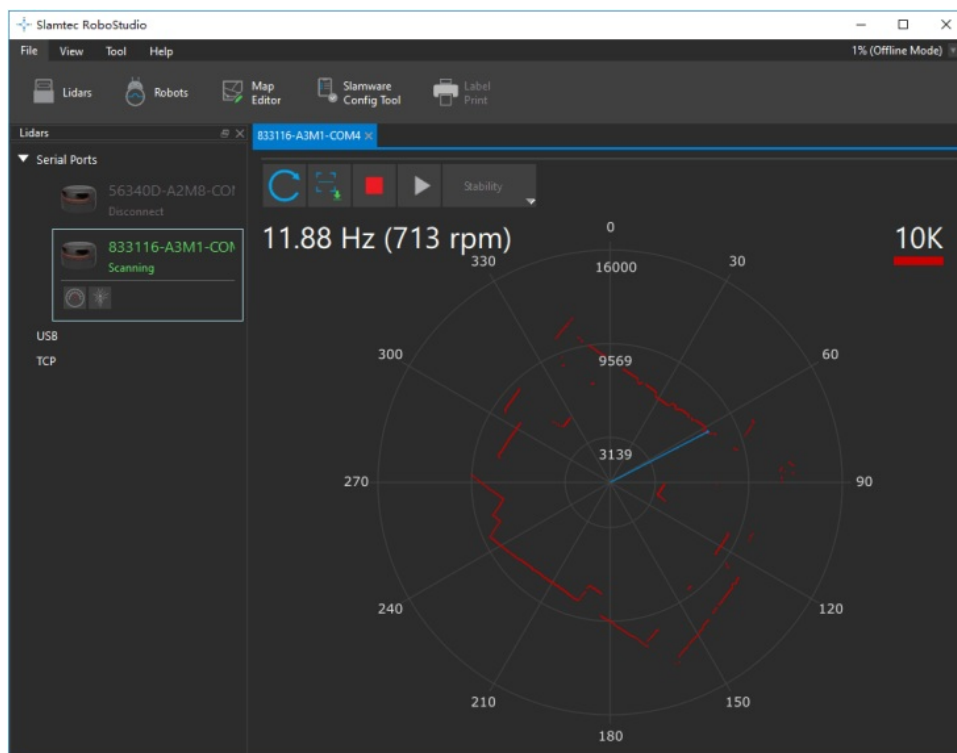 Slamtec RoboStudio
File View Tool Help 1% (Offline Mode)
Lidars Robots Map Editor Slamware Config Tool Label Print
Lidars
833116-A3M1-COM4
Serial Ports
56340D-A2M8-CO
Disconnect
833116-A3M1-CO
Scanning
USB
TCP
Stability
11.88 Hz (713 rpm)
10K
0
330 16000 30
300 9569 60
3139
270 90
240 120
210 150
180